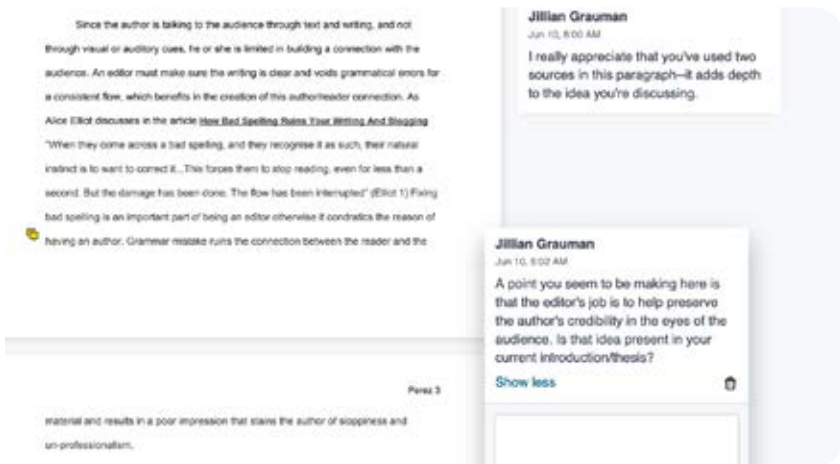 Since the author is talking to the audience through text and writing, and not
through visual or auditory cues, he or she is limited in building a connection with the
audience. An editor must make sure the writing is clear and voids grammatical errors for
a consistent flow, which benefits in the creation of this author/reader connection. As
Alice Elliot discusses in the article How Bad Spelling Ruins Your Writing And Blogging
"When they come across a bad spelling, and they recognise it as such, their natural
instinct is to want to correct it...This forces them to stop reading, even for less than a
second. But the damage has been done. The flow has been interrupted" (Elliot 1) Fixing
bad spelling is an important part of being an editor otherwise it condratics the reason of
having an author. Grammar mistake ruins the connection between the reader and the
Jillian Grauman
Jun 10, 8:00 AM
I really appreciate that you've used two
sources in this paragraph—it adds depth
to the idea you're discussing.
Jillian Grauman
Jun 10, 8:02 AM
A point you seem to be making here is
that the editor's job is to help preserve
the author's credibility in the eyes of the
audience. Is that idea present in your
current introduction/thesis?
Show less
Perez 3
material and results in a poor impression that stains the author of sloppiness and
un-professionalism.